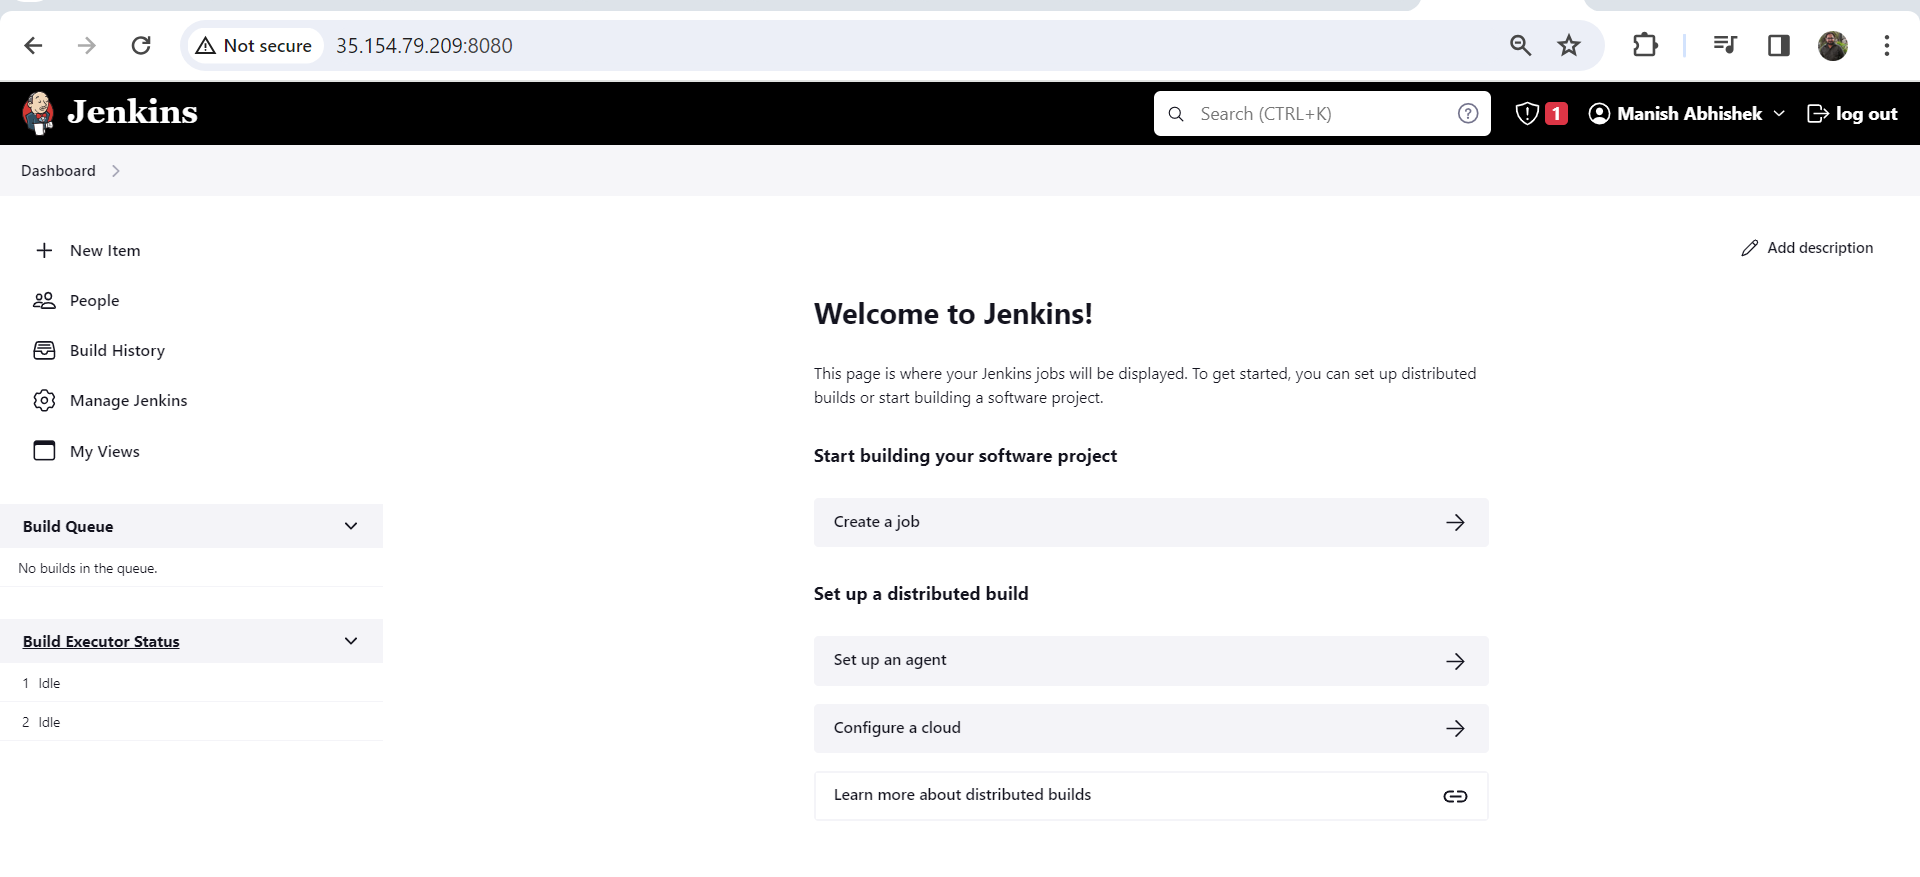 Not secure 35.154.79.209:8080
Jenkins
Search (CTRL+K)
1
Manish Abhishek
log out
Dashboard
New Item
People
Build History
Manage Jenkins
My Views
Build Queue
No builds in the queue.
Build Executor Status
1 Idle
2 Idle
Add description
Welcome to Jenkins!
This page is where your Jenkins jobs will be displayed. To get started, you can set up distributed
builds or start building a software project.
Start building your software project
Create a job
Set up a distributed build
Set up an agent
Configure a cloud
Learn more about distributed builds